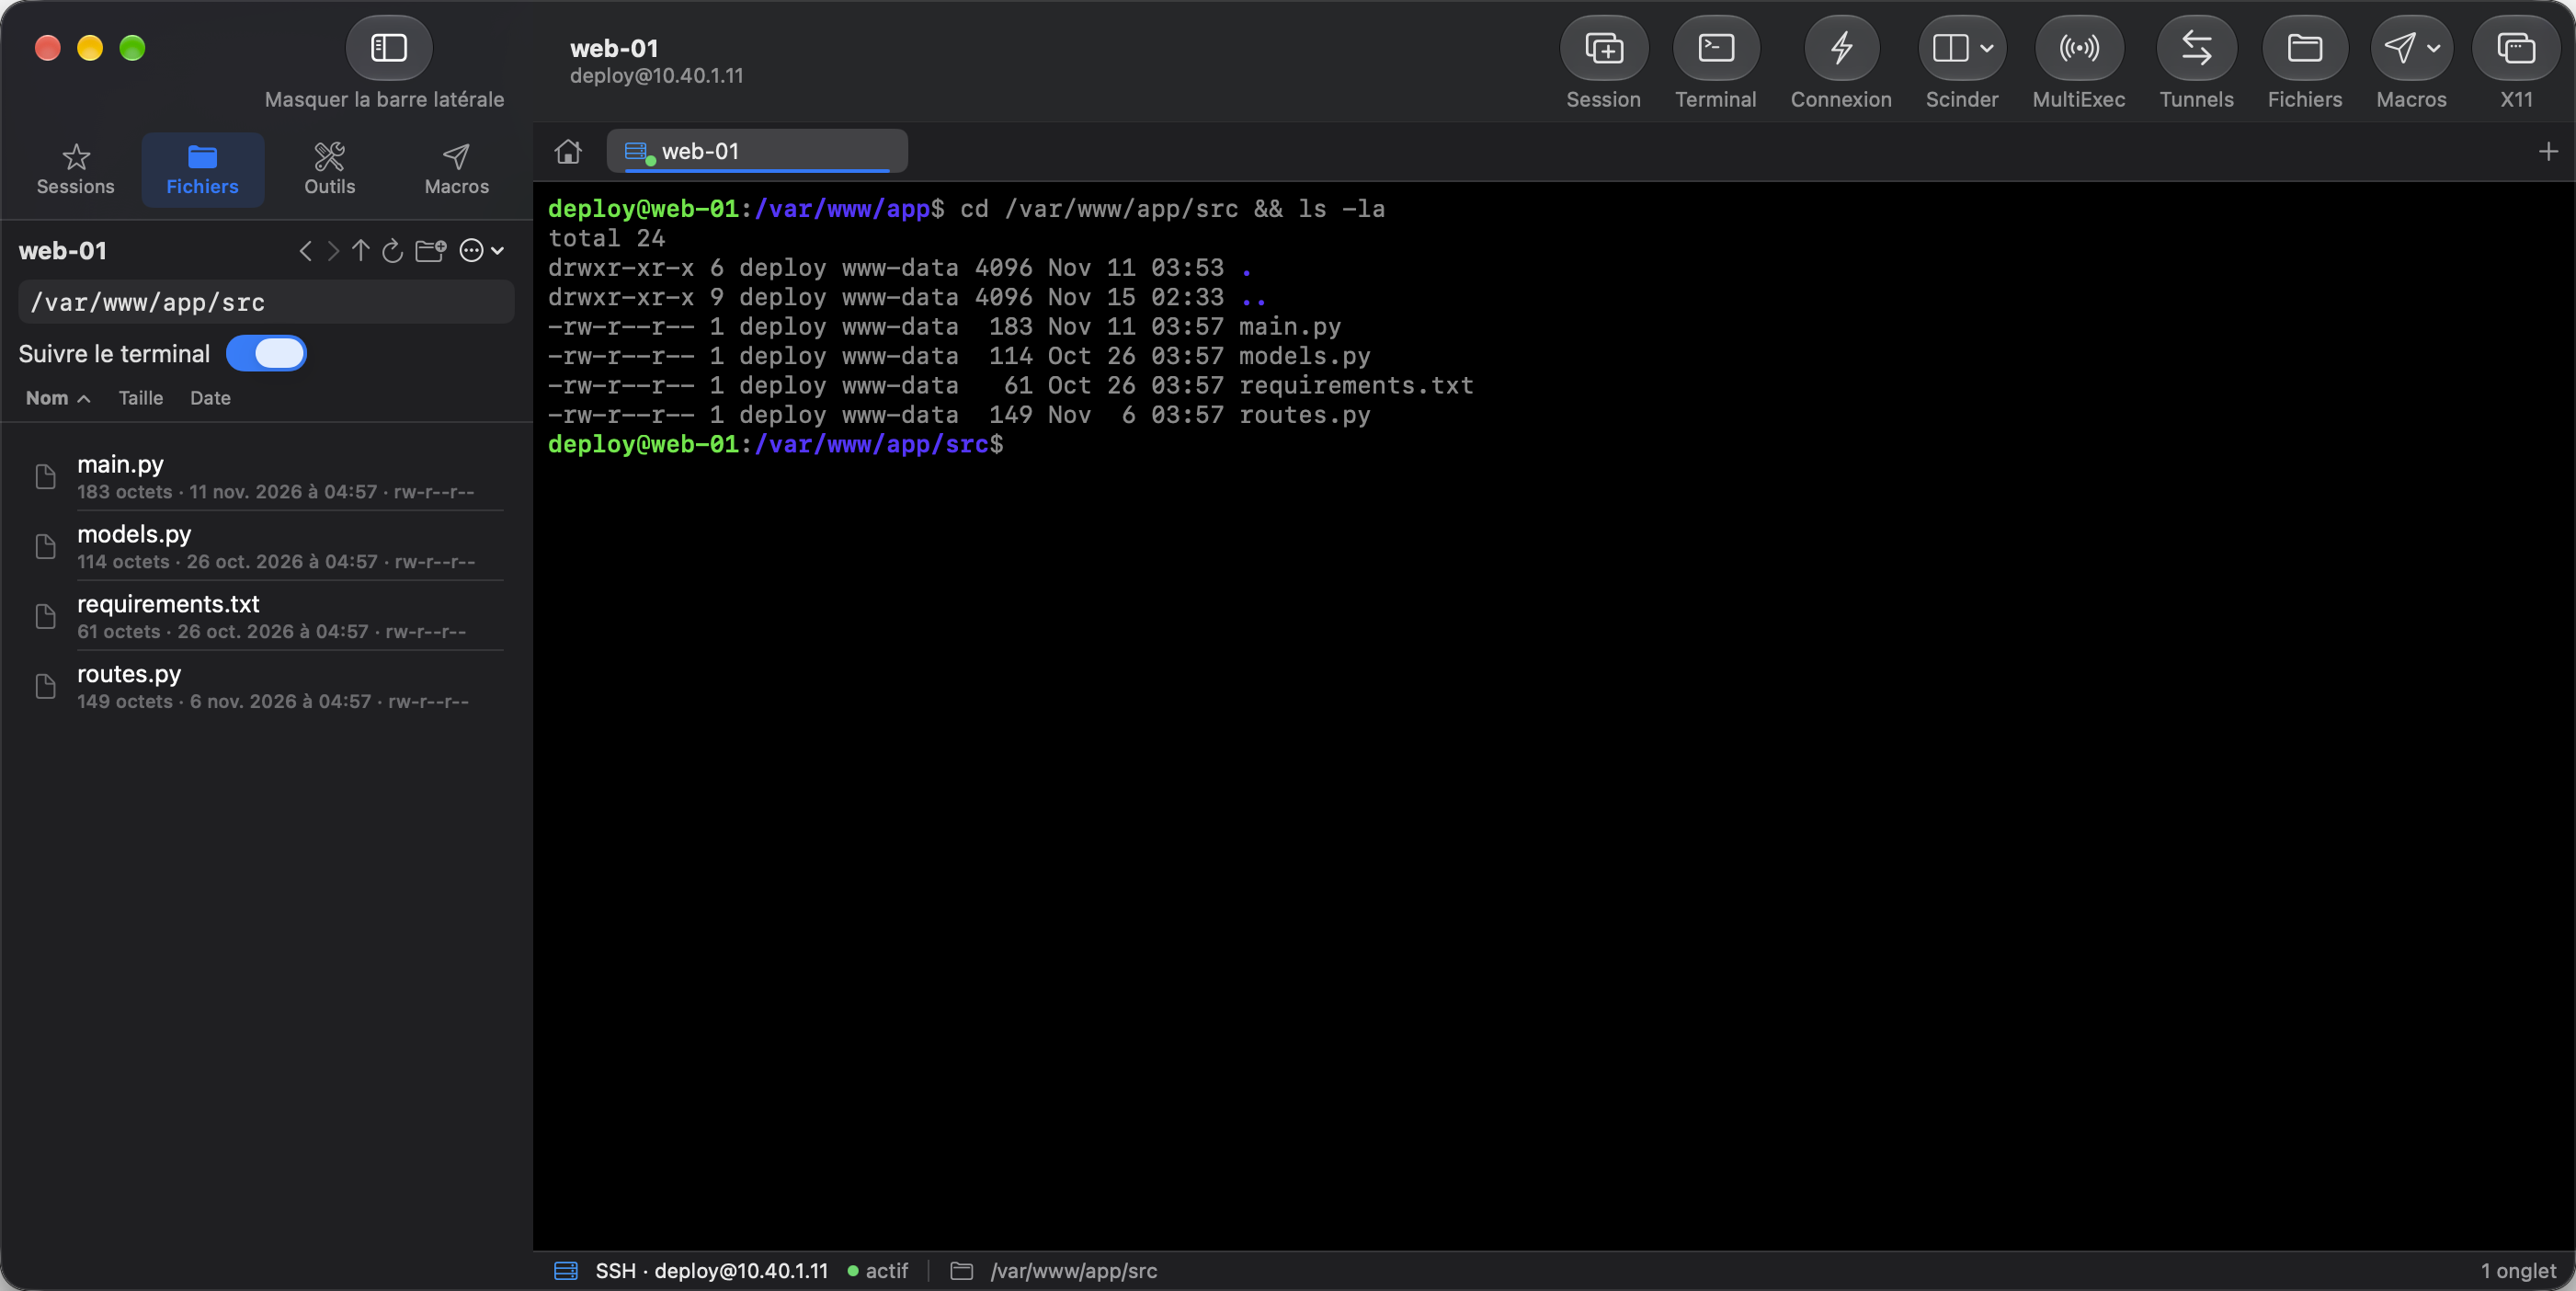 Masquer la barre latérale
web-01
deploy@10.40.1.11
Session
Terminal
Connexion
Scinder
MultiExec
Tunnels
Fichiers
Macros
X11
Sessions
Fichiers
Outils
Macros
web-01
web-01
/var/www/app/src
Suivre le terminal
Nom
Taille
Date
main.py
183 octets · 11 nov. 2026 à 04:57 · rw-r--r--
models.py
114 octets · 26 oct. 2026 à 04:57 · rw-r--r--
requirements.txt
61 octets · 26 oct. 2026 à 04:57 · rw-r--r--
routes.py
149 octets · 6 nov. 2026 à 04:57 · rw-r--r--
deploy@web-01:/var/www/app$ cd /var/www/app/src && ls -la
total 24
drwxr-xr-x 6 deploy www-data 4096 Nov 11 03:53 .
drwxr-xr-x 9 deploy www-data 4096 Nov 15 02:33 ..
-rw-r--r-- 1 deploy www-data  183 Nov 11 03:57 main.py
-rw-r--r-- 1 deploy www-data  114 Oct 26 03:57 models.py
-rw-r--r-- 1 deploy www-data   61 Oct 26 03:57 requirements.txt
-rw-r--r-- 1 deploy www-data  149 Nov  6 03:57 routes.py
deploy@web-01:/var/www/app/src$
SSH · deploy@10.40.1.11
actif
/var/www/app/src
1 onglet